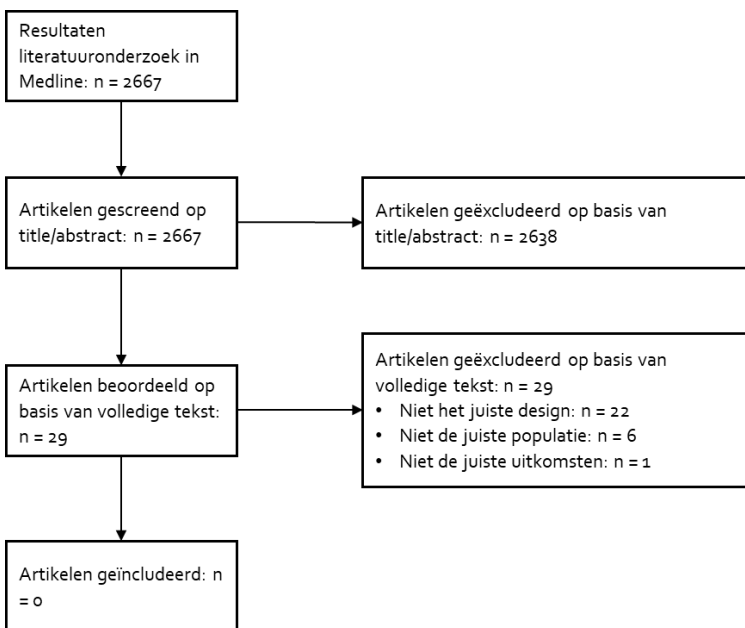 Resultaten
literatuuronderzoek in
Medline: n = 2667
Artikelen gescreend op
title/abstract: n = 2667
Artikelen geëxcludeerd op basis van
title/abstract: n = 2638
Artikelen beoordeeld op
basis van volledige tekst:
n = 29
Artikelen geëxcludeerd op basis van
volledige tekst: n = 29
• Niet het juiste design: n = 22
• Niet de juiste populatie: n = 6
• Niet de juiste uitkomsten: n = 1
Artikelen geïncludeerd: n
= 0